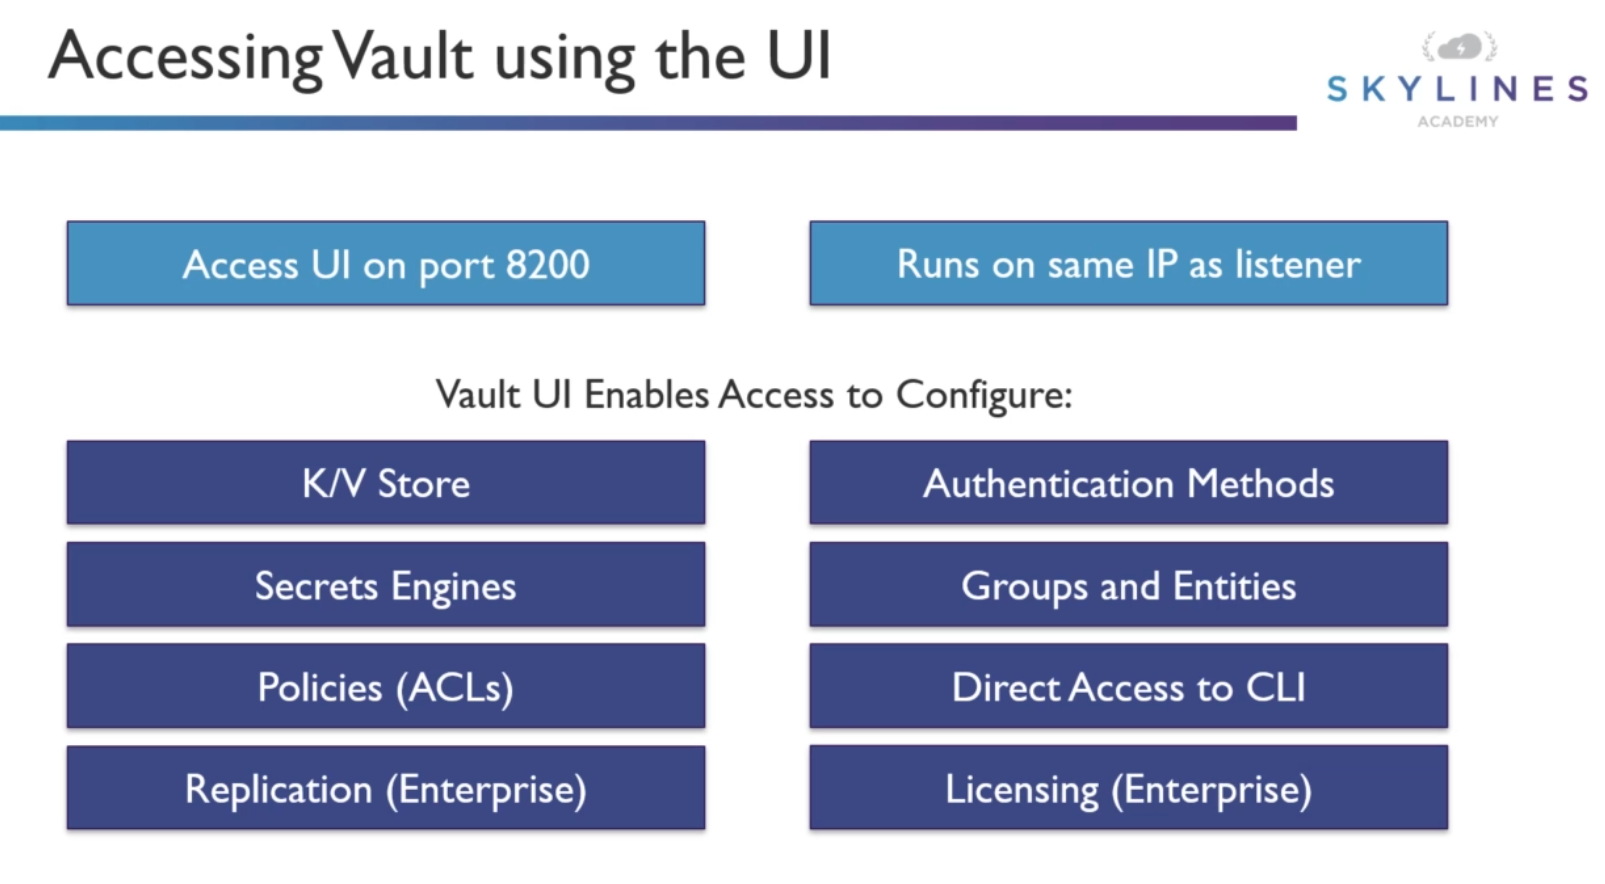 Accessing Vault using the UI
SKYLINES
ACADEMY
Access UI on port 8200
Runs on same IP as listener
Vault UI Enables Access to Configure:
K/V Store
Authentication Methods
Secrets Engines
Groups and Entities
Policies (ACLs)
Direct Access to CLI
Replication (Enterprise)
Licensing (Enterprise)